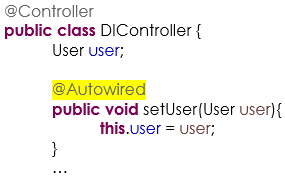 @Controller
public class DIController {
User user;
@Autowired
public void setUser(User user){
this.user = user;
}
…